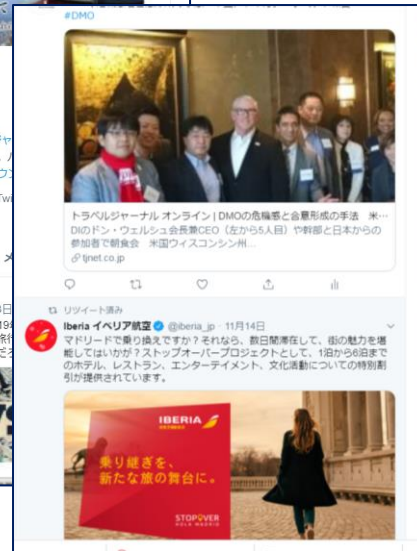 #DMO
トラベルジャーナル オンライン | DMOの危機感と合意形成の手法 米…
DIのドン・ウェルシュ会長兼CEO（左から5人目）や幹部と日本からの
参加者で朝食会 米国ウィスコンシン州...
tjnet.co.jp
リツイート済み
Iberia イベリア航空 @iberia_jp · 11月14日
マドリードで乗り換えですか？それなら、数日間滞在して、街の魅力を堪
能してはいかが？ストップオーバープロジェクトとして、1泊から6泊まで
のホテル、レストラン、エンターテイメント、文化活動についての特別割
引が提供されています。
IBERIA
乗り継ぎを、
新たな旅の舞台に。
STOPOVER
HOLA MADRID